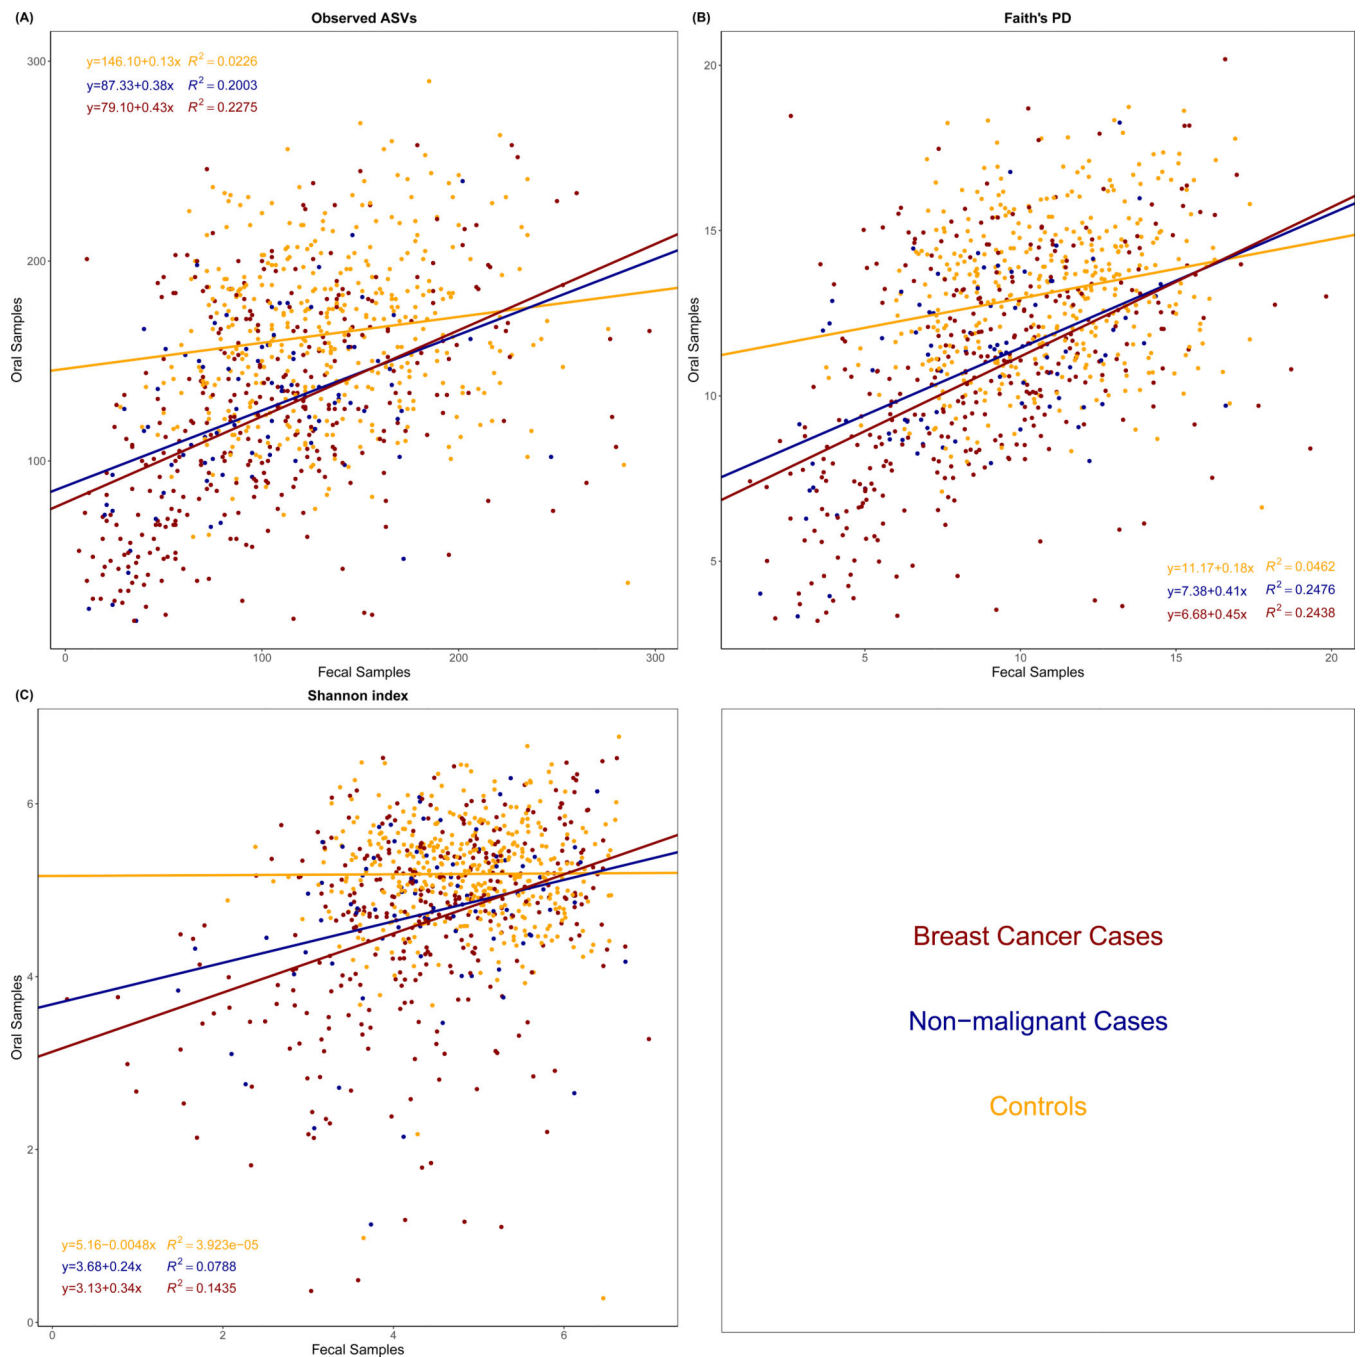 (A)
Observed ASVs
y=146.10+0.13x R² = 0.0226
y=87.33+0.38x R² = 0.2003
y=79.10+0.43x R² = 0.2275
300
200
100
Oral Samples
0 100 200 300
Fecal Samples
(B)
Faith's PD
20
15
10
5
Oral Samples
y=11.17+0.18x R² = 0.0462
y=7.38+0.41x R² = 0.2476
y=6.68+0.45x R² = 0.2438
5 10 15 20
Fecal Samples
(C)
Shannon index
6
4
2
0
Oral Samples
y=5.16−0.0048x R² = 3.923e−05
y=3.68+0.24x R² = 0.0788
y=3.13+0.34x R² = 0.1435
0 2 4 6
Fecal Samples
Breast Cancer Cases
Non−malignant Cases
Controls